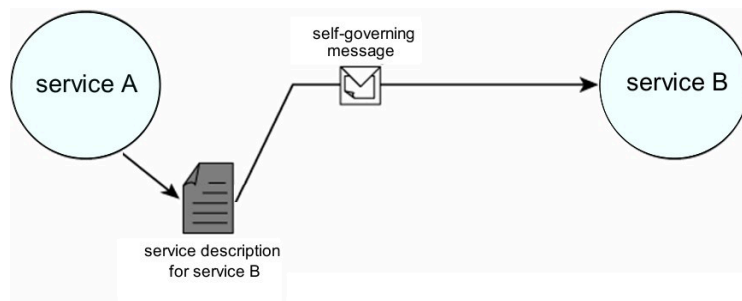 self-governing
message
service A
service B
service description
for service B